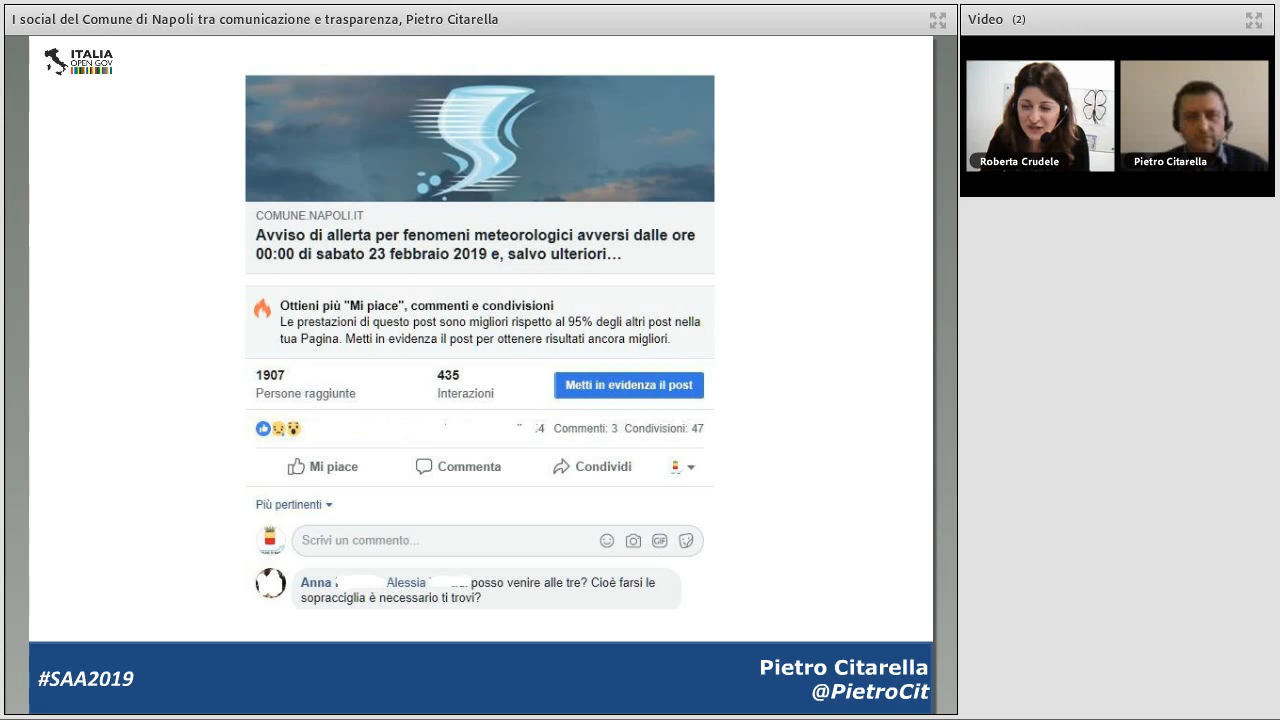 I social del Comune di Napoli tra comunicazione e trasparenza, Pietro Citarella
Video (2)
ITALIA
OPEN GOV
Roberta Crudele
Pietro Citarella
COMUNE.NAPOLI.IT
Avviso di allerta per fenomeni meteorologici avversi dalle ore
00:00 di sabato 23 febbraio 2019 e, salvo ulteriori…
Ottieni più "Mi piace", commenti e condivisioni
Le prestazioni di questo post sono migliori rispetto al 95% degli altri post nella
tua Pagina. Metti in evidenza il post per ottenere risultati ancora migliori.
1907
Persone raggiunte
435
Interazioni
Metti in evidenza il post
Commenti: 3 Condivisioni: 47
Mi piace
Commenta
Condividi
Più pertinenti
Scrivi un commento...
GIF
Anna Alessia posso venire alle tre? Cioè farsi le
sopracciglia è necessario ti trovi?
#SAA2019
Pietro Citarella
@PietroCit